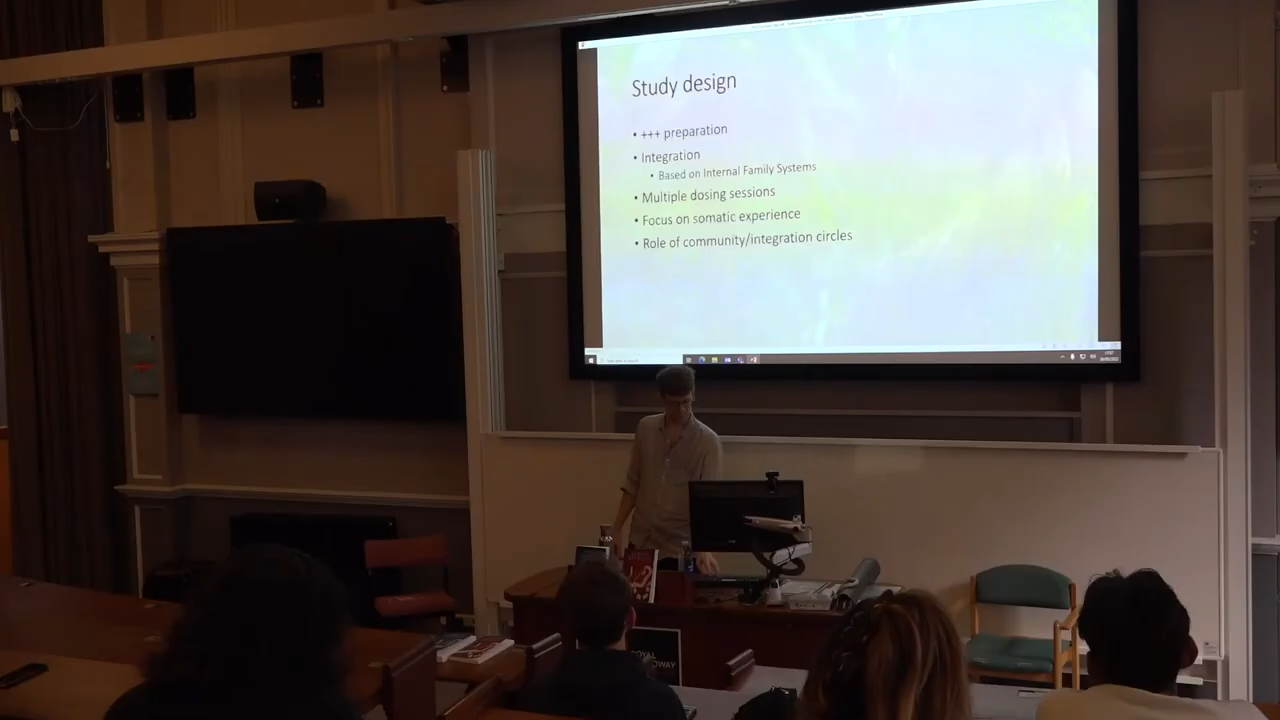 Study design
• +++ preparation
• Integration
• Based on Internal Family Systems
• Multiple dosing sessions
• Focus on somatic experience
• Role of community/integration circles